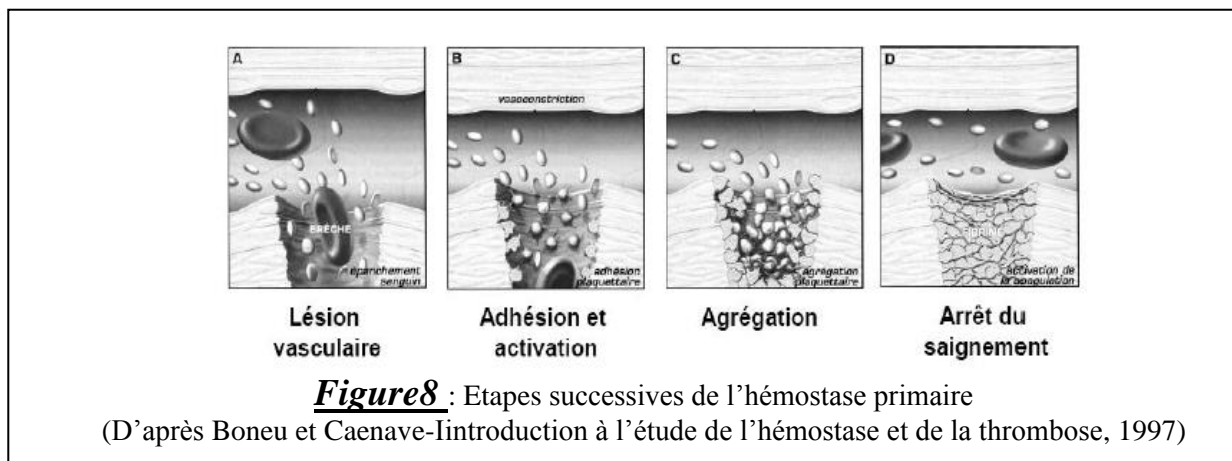 A
BRÈCHE
épanchement
sanguin
B
vasoconstriction
adhésion
plaquettaire
C
agrégation
plaquettaire
D
FIBRINE
activation de
la coagulation
Lésion
vasculaire
Adhésion et
activation
Agrégation
Arrêt du
saignement
Figure8 : Etapes successives de l’hémostase primaire
(D’après Boneu et Caenave-Iintroduction à l’étude de l’hémostase et de la thrombose, 1997)